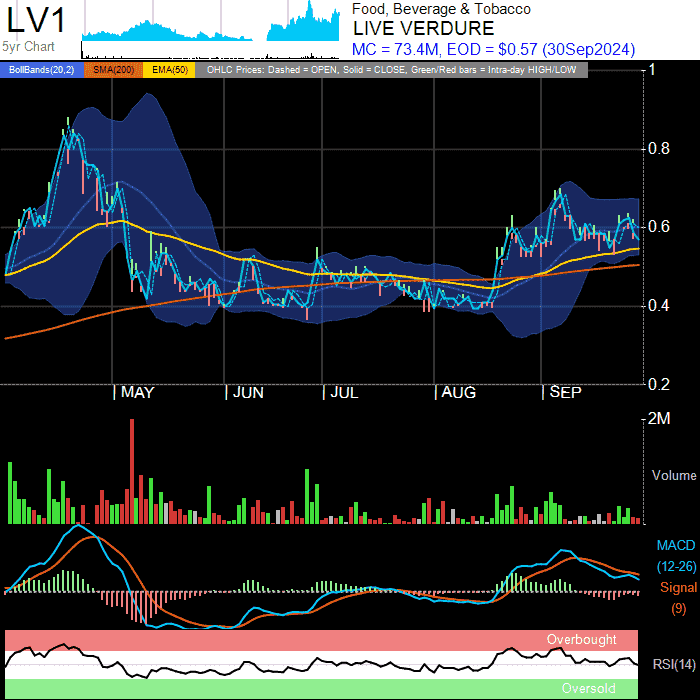 LV1
5yr Chart
Food, Beverage & Tobacco
LIVE VERDURE
MC = 73.4M, EOD = $0.57 (30Sep2024)
BollBands(20,2) SMA(200) EMA(50) OHLC Prices: Dashed = OPEN, Solid = CLOSE, Green/Red bars = Intra-day HIGH/LOW
1
0.8
0.6
0.4
0.2
MAY JUN JUL AUG SEP
2M
Volume
MACD
(12-26)
Signal
(9)
Overbought
RSI(14)
Oversold